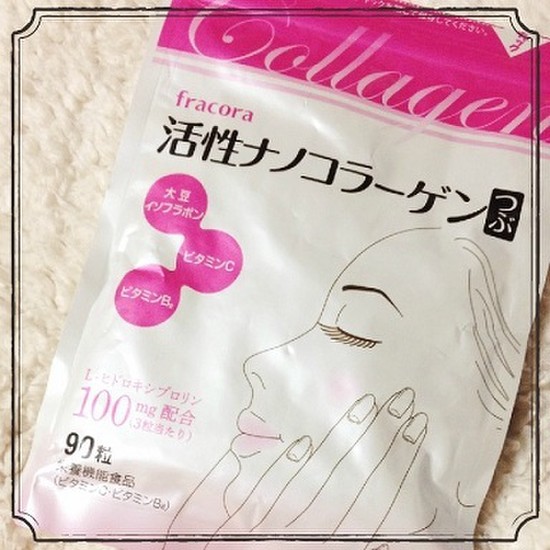 Collagen
fracora
活性ナノコラーゲン つぶ
大豆
イソフラボン
ビタミンC
ビタミンB₆
L-ヒドロキシプロリン
100mg配合
(3粒当たり)
90粒
栄養機能食品
(ビタミンC・ビタミンB₆)